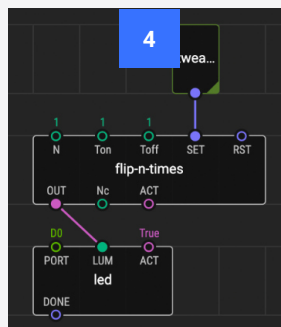 4
twea...
1 1 1
N Ton Toff SET RST
flip-n-times
OUT Nc ACT
D0 True
PORT LUM ACT
led
DONE